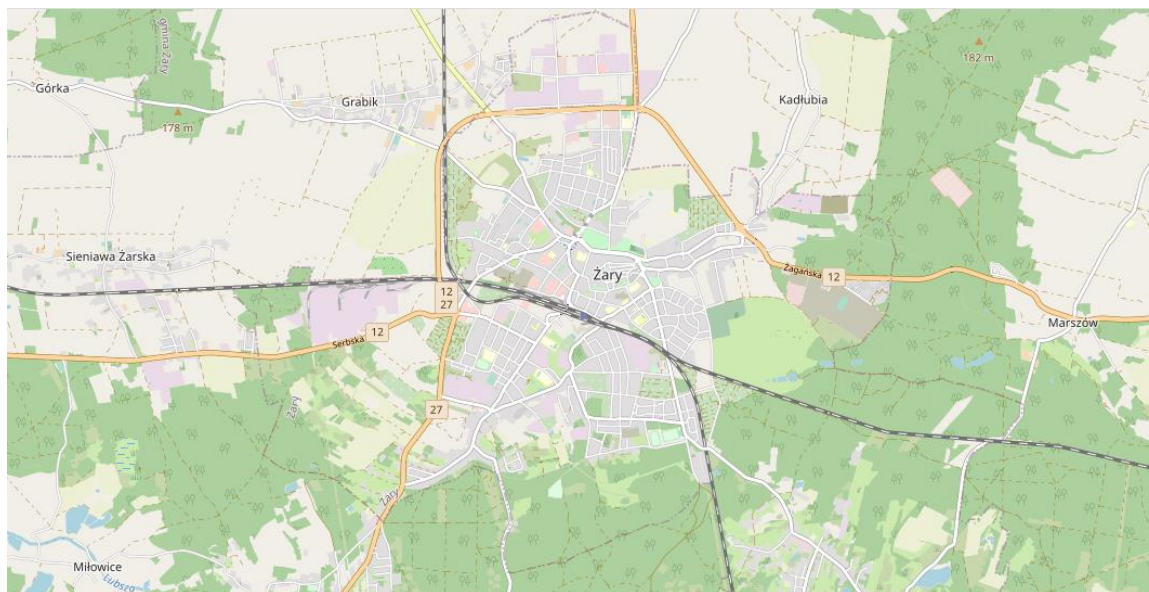 gmina Żary
182 m
Górka
Grabik
Kadłubia
178 m
Sieniawa Żarska
Żary
Żagańska
12
12
27
Marszów
12
Serbska
Żary
27
Żary
Miłowice
Lubsza